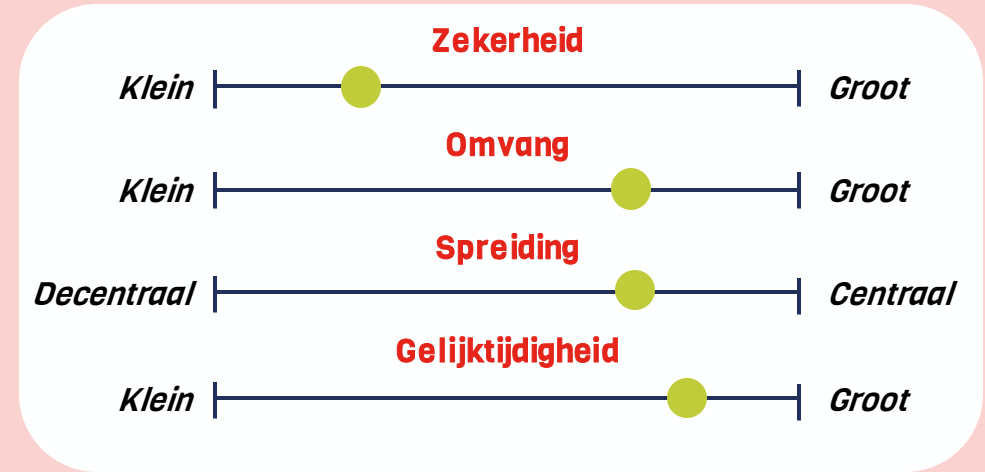 Zekerheid
Klein Groot
Omvang
Klein Groot
Spreiding
Decentraal Centraal
Gelijktijdigheid
Klein Groot